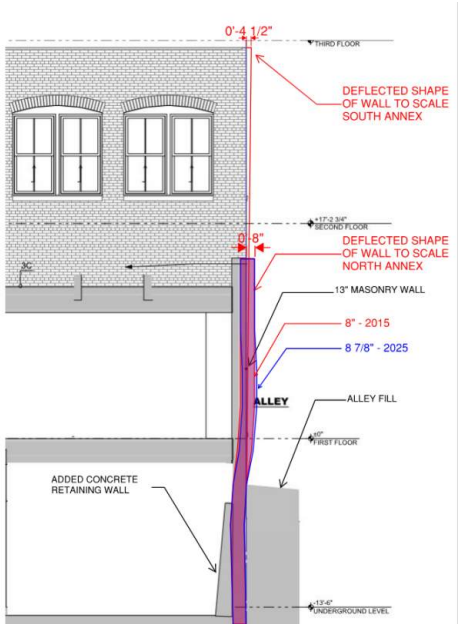 0'-4 1/2"
THIRD FLOOR
DEFLECTED SHAPE
OF WALL TO SCALE
SOUTH ANNEX
+17'-2 3/4"
SECOND FLOOR
0'-8"
DEFLECTED SHAPE
OF WALL TO SCALE
NORTH ANNEX
3C
13" MASONRY WALL
8" - 2015
8 7/8" - 2025
ALLEY
ALLEY FILL
±0"
FIRST FLOOR
ADDED CONCRETE
RETAINING WALL
-13'-6"
UNDERGROUND LEVEL